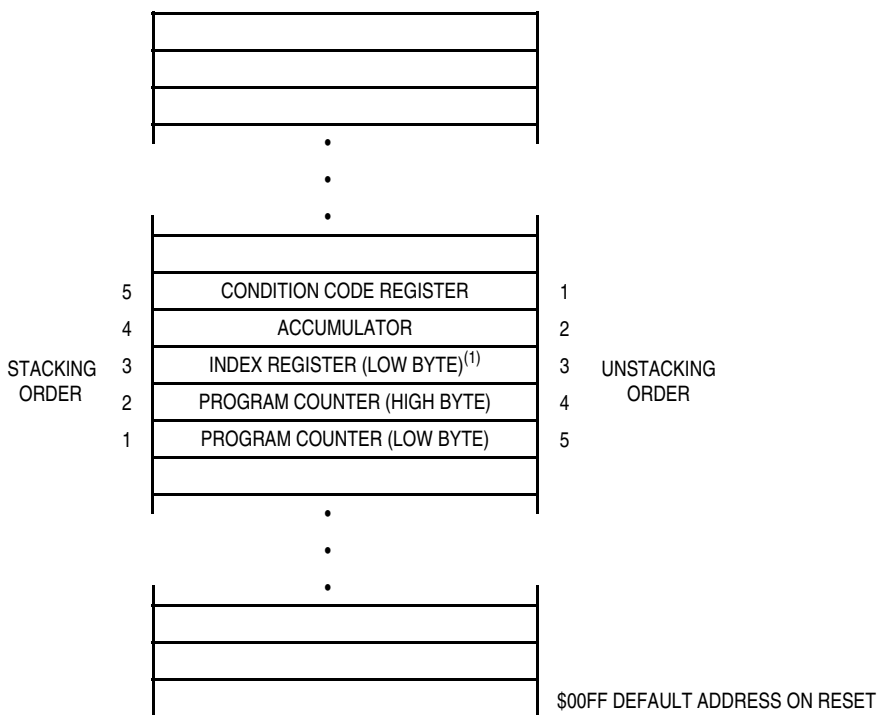 5 CONDITION CODE REGISTER 1
4 ACCUMULATOR 2
STACKING ORDER 3 INDEX REGISTER (LOW BYTE)(1) 3 UNSTACKING ORDER
2 PROGRAM COUNTER (HIGH BYTE) 4
1 PROGRAM COUNTER (LOW BYTE) 5
$00FF DEFAULT ADDRESS ON RESET